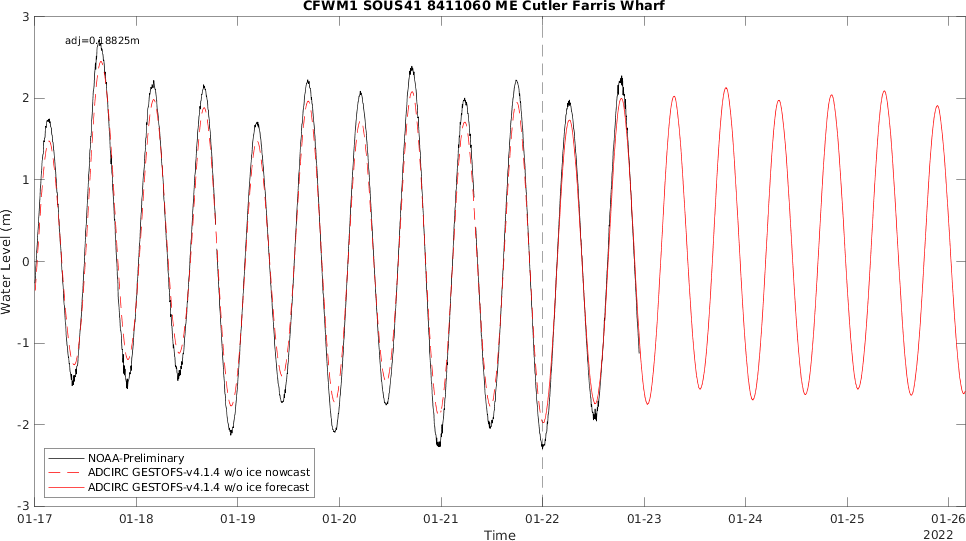 CFWM1 SOUS41 8411060 ME Cutler Farris Wharf
adj=0.18825m
3
2
1
0
-1
-2
-3
Water Level (m)
NOAA-Preliminary
ADCIRC GESTOFS-v4.1.4 w/o ice nowcast
ADCIRC GESTOFS-v4.1.4 w/o ice forecast
01-17 01-18 01-19 01-20 01-21 01-22 01-23 01-24 01-25 01-26
Time
2022